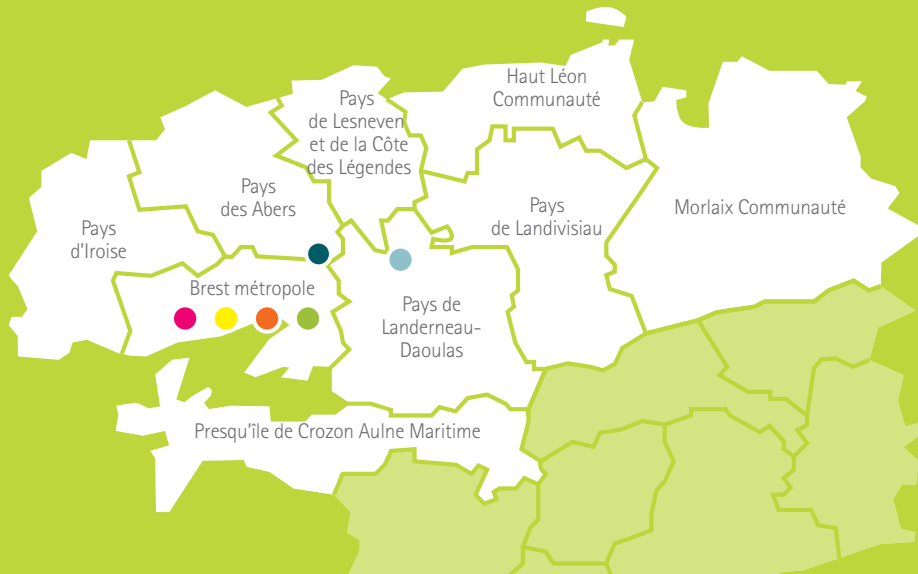 Haut Léon
Communauté
Pays
de Lesneven
et de la Côte
des Légendes
Pays
des Abers
Pays
de Landivisiau
Morlaix Communauté
Pays
d'Iroise
Brest métropole
Pays de
Landerneau-
Daoulas
Presqu'île de Crozon Aulne Maritime